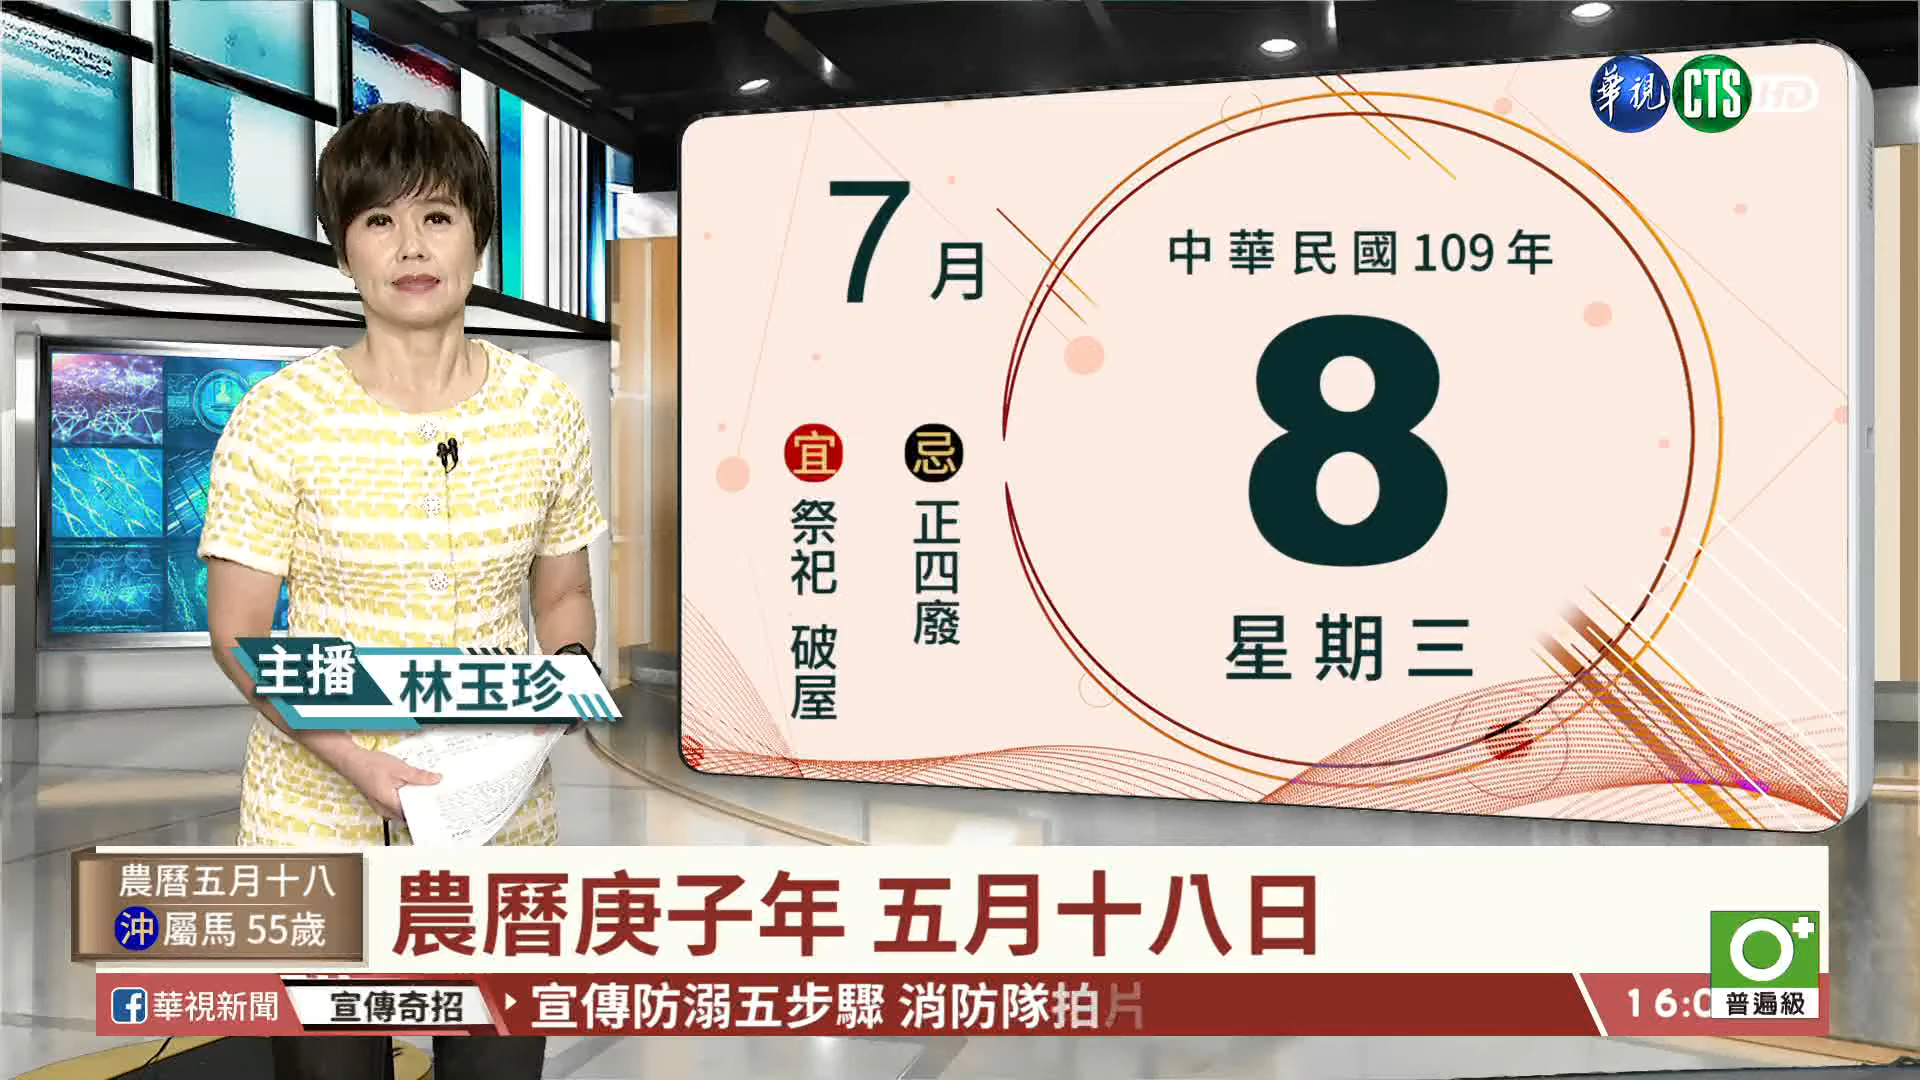 華視 CTS HD
7月
中華民國109年
8
星期三
宜
祭祀 破屋
忌
正四廢
主播 林玉珍
農曆五月十八
沖屬馬 55歲
農曆庚子年 五月十八日
華視新聞
宣傳奇招
宣傳防溺五步驟 消防隊拍片
16:0
普遍級